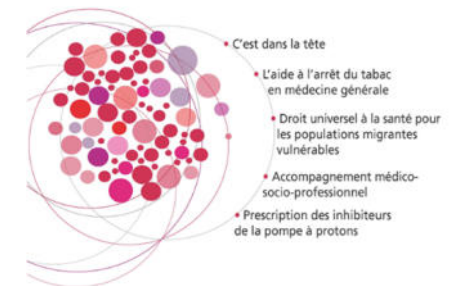 • C'est dans la tête
• L'aide à l'arrêt du tabac
en médecine générale
• Droit universel à la santé pour
les populations migrantes
vulnérables
• Accompagnement médico-
socio-professionnel
• Prescription des inhibiteurs
de la pompe à protons